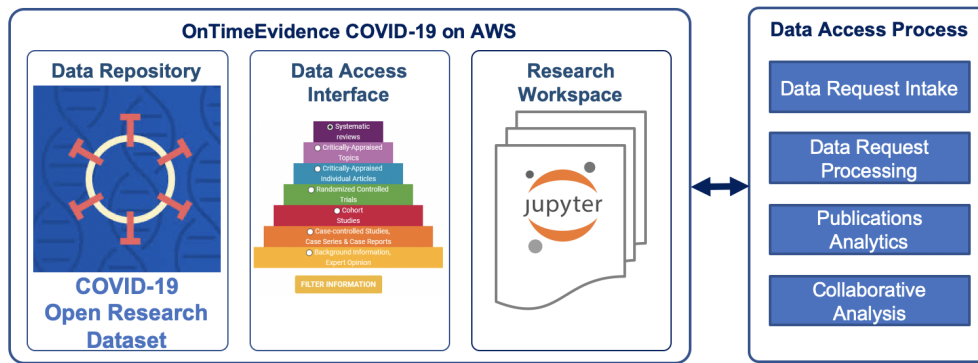 OnTimeEvidence COVID-19 on AWS
Data Repository
COVID-19
Open Research
Dataset
Data Access
Interface
Systematic
reviews
Critically-Appraised
Topics
Critically-Appraised
Individual Articles
Randomized Controlled
Trials
Cohort
Studies
Case-controlled Studies,
Case Series & Case Reports
Background Information,
Expert Opinion
FILTER INFORMATION
Research
Workspace
jupyter
Data Access Process
Data Request Intake
Data Request
Processing
Publications
Analytics
Collaborative
Analysis